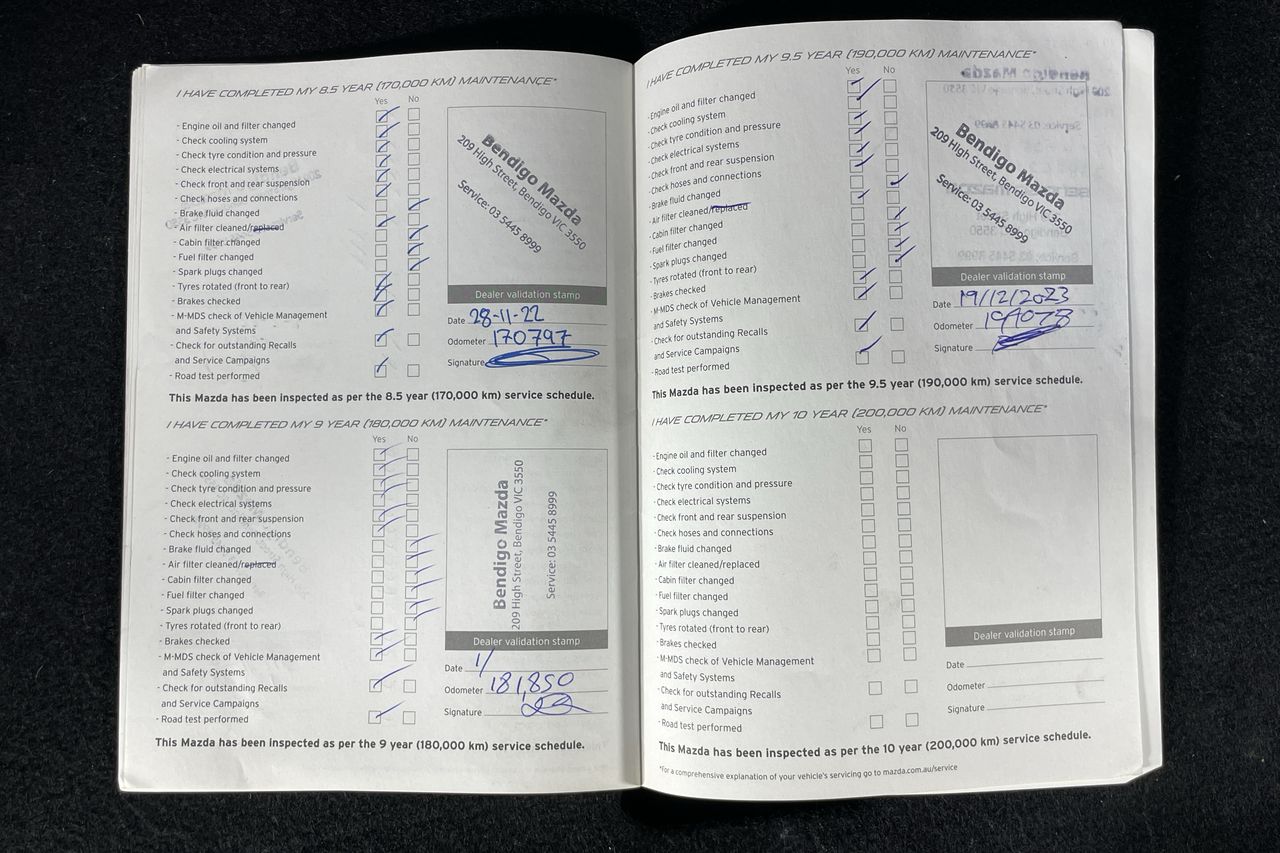 I HAVE COMPLETED MY 8.5 YEAR (170,000 KM) MAINTENANCE*
Yes No
- Engine oil and filter changed
- Check cooling system
- Check tyre condition and pressure
- Check electrical systems
- Check front and rear suspension
- Check hoses and connections
- Brake fluid changed
- Air filter cleaned/replaced
- Cabin filter changed
- Fuel filter changed
- Spark plugs changed
- Tyres rotated (front to rear)
- Brakes checked
- M-MDS check of Vehicle Management
and Safety Systems
- Check for outstanding Recalls
and Service Campaigns
- Road test performed
Bendigo Mazda
209 High Street, Bendigo VIC 3550
Service: 03 5445 8999
Dealer validation stamp
Date 28-11-22
Odometer 170797
Signature
This Mazda has been inspected as per the 8.5 year (170,000 km) service schedule.
I HAVE COMPLETED MY 9 YEAR (180,000 KM) MAINTENANCE*
Yes No
- Engine oil and filter changed
- Check cooling system
- Check tyre condition and pressure
- Check electrical systems
- Check front and rear suspension
- Check hoses and connections
- Brake fluid changed
- Air filter cleaned/replaced
- Cabin filter changed
- Fuel filter changed
- Spark plugs changed
- Tyres rotated (front to rear)
- Brakes checked
- M-MDS check of Vehicle Management
and Safety Systems
- Check for outstanding Recalls
and Service Campaigns
- Road test performed
Bendigo Mazda
209 High Street, Bendigo VIC 3550
Service: 03 5445 8999
Dealer validation stamp
Date 1/
Odometer 181,850
Signature
This Mazda has been inspected as per the 9 year (180,000 km) service schedule.
I HAVE COMPLETED MY 9.5 YEAR (190,000 KM) MAINTENANCE*
Yes No
- Engine oil and filter changed
- Check cooling system
- Check tyre condition and pressure
- Check electrical systems
- Check front and rear suspension
- Check hoses and connections
- Brake fluid changed
- Air filter cleaned/replaced
- Cabin filter changed
- Fuel filter changed
- Spark plugs changed
- Tyres rotated (front to rear)
- Brakes checked
- M-MDS check of Vehicle Management
and Safety Systems
- Check for outstanding Recalls
and Service Campaigns
- Road test performed
Bendigo Mazda
209 High Street, Bendigo VIC 3550
Service: 03 5445 8999
Dealer validation stamp
Date 19/12/2023
Odometer
Signature
This Mazda has been inspected as per the 9.5 year (190,000 km) service schedule.
I HAVE COMPLETED MY 10 YEAR (200,000 KM) MAINTENANCE*
Yes No
- Engine oil and filter changed
- Check cooling system
- Check tyre condition and pressure
- Check electrical systems
- Check front and rear suspension
- Check hoses and connections
- Brake fluid changed
- Air filter cleaned/replaced
- Cabin filter changed
- Fuel filter changed
- Spark plugs changed
- Tyres rotated (front to rear)
- Brakes checked
- M-MDS check of Vehicle Management
and Safety Systems
- Check for outstanding Recalls
and Service Campaigns
- Road test performed
Dealer validation stamp
Date
Odometer
Signature
This Mazda has been inspected as per the 10 year (200,000 km) service schedule.
*For a comprehensive explanation of your vehicle's servicing go to mazda.com.au/service